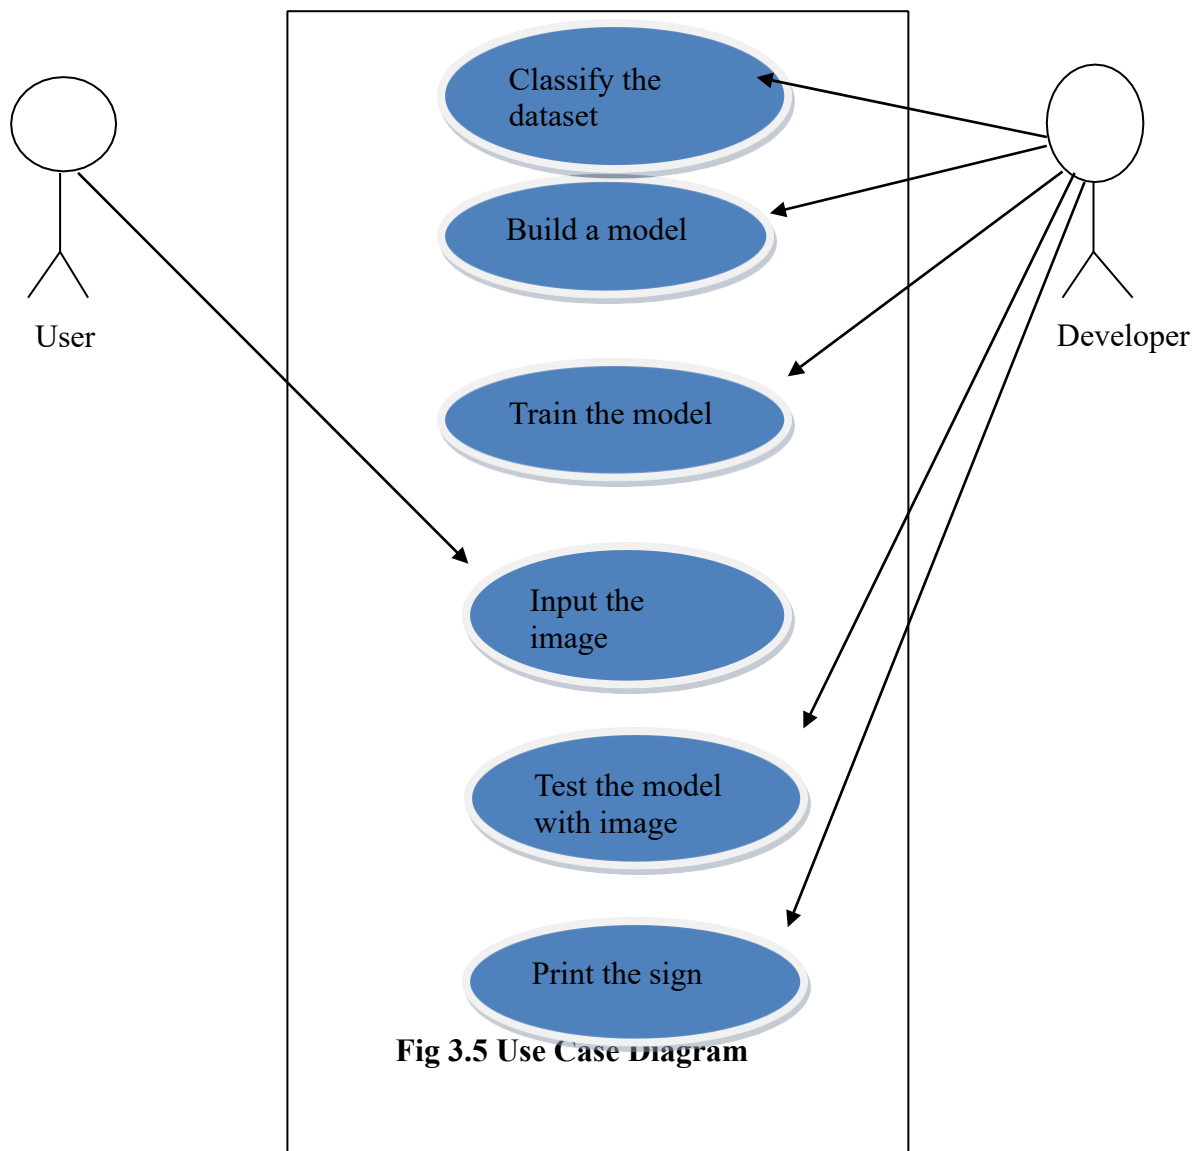 Classify the
dataset
Build a model
User
Developer
Train the model
Input the
image
Test the model
with image
Print the sign
Fig 3.5 Use Case Diagram